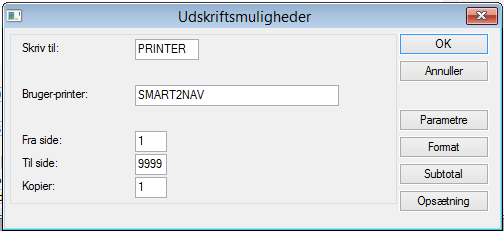 Udskriftsmuligheder
Skriv til: PRINTER
OK
Annuller
Bruger-printer: SMART2NAV
Parametre
Fra side: 1
Format
Til side: 9999
Subtotal
Kopier: 1
Opsætning